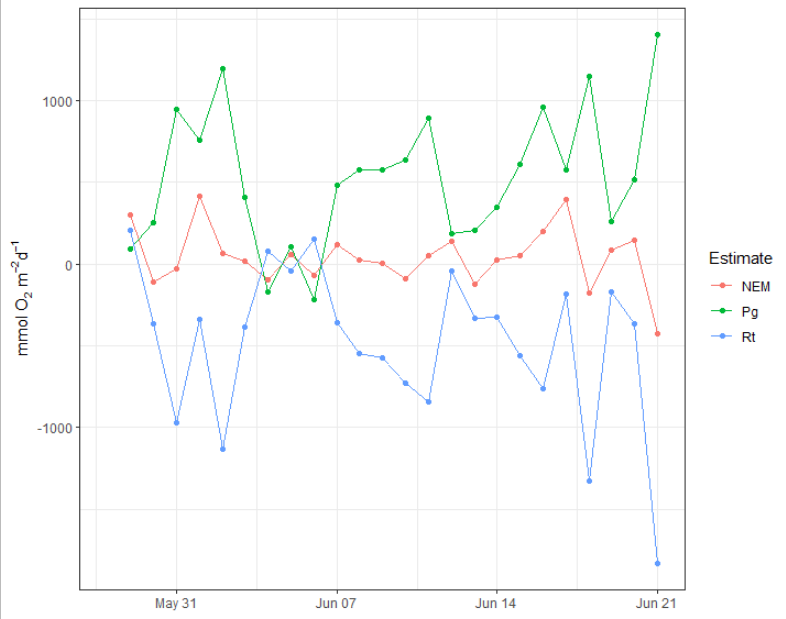 1000
0
-1000
mmol O₂ m⁻²d⁻¹
May 31
Jun 07
Jun 14
Jun 21
Estimate
NEM
Pg
Rt